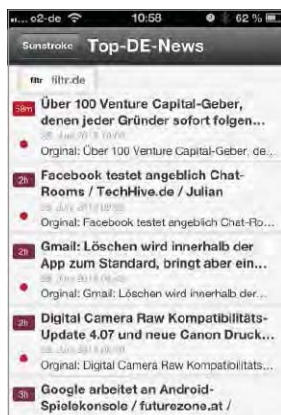 o2-de 10:58 62 %
Sunstroke Top-DE-News
filtr filtr.de
58m Über 100 Venture Capital-Geber,
denen jeder Gründer sofort folgen...
Orginal: Über 100 Venture Capital-Geber, de...
2h Facebook testet angeblich Chat-
Rooms / TechHive.de / Julian
Orginal: Facebook testet angeblich Chat-Ro...
2h Gmail: Löschen wird innerhalb der
App zum Standard, bringt aber ein...
Orginal: Gmail: Löschen wird innerhalb der...
2h Digital Camera Raw Kompatibilitäts-
Update 4.07 und neue Canon Druck...
Orginal: Digital Camera Raw Kompatibilitäts...
3h Google arbeitet an Android-
Spielekonsole / futurezone.at /